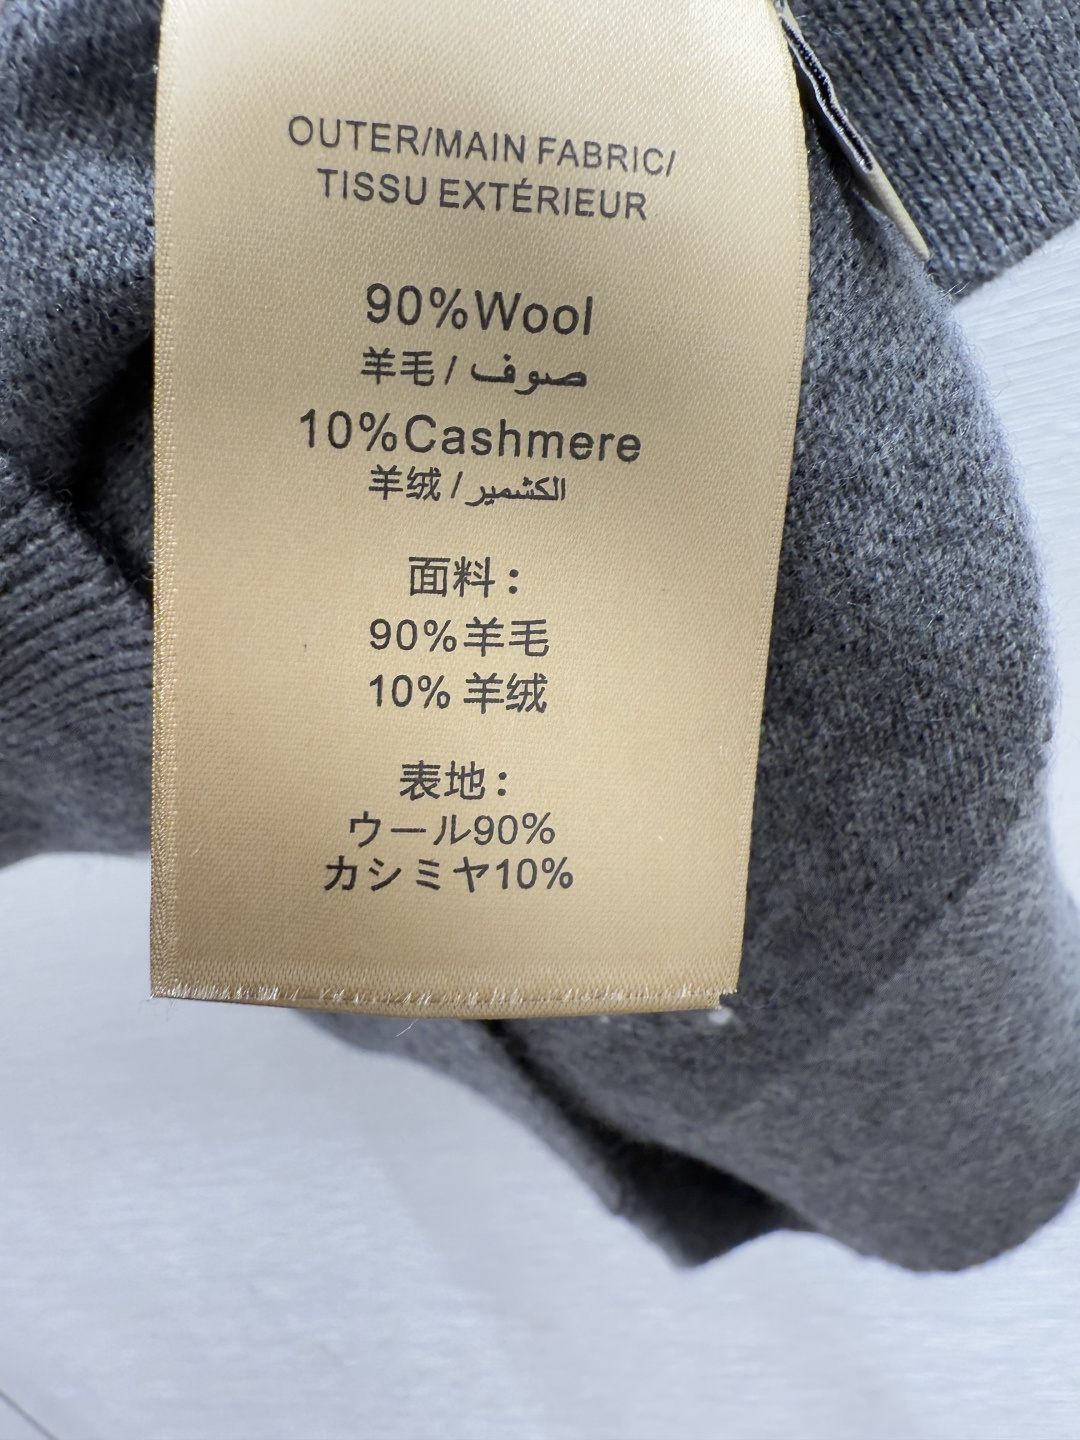 OUTER/MAIN FABRIC/
TISSU EXTÉRIEUR
90%Wool
羊毛 / صوف
10%Cashmere
羊绒 / الكشمير
面料：
90%羊毛
10% 羊绒
表地：
ウール90%
カシミヤ10%